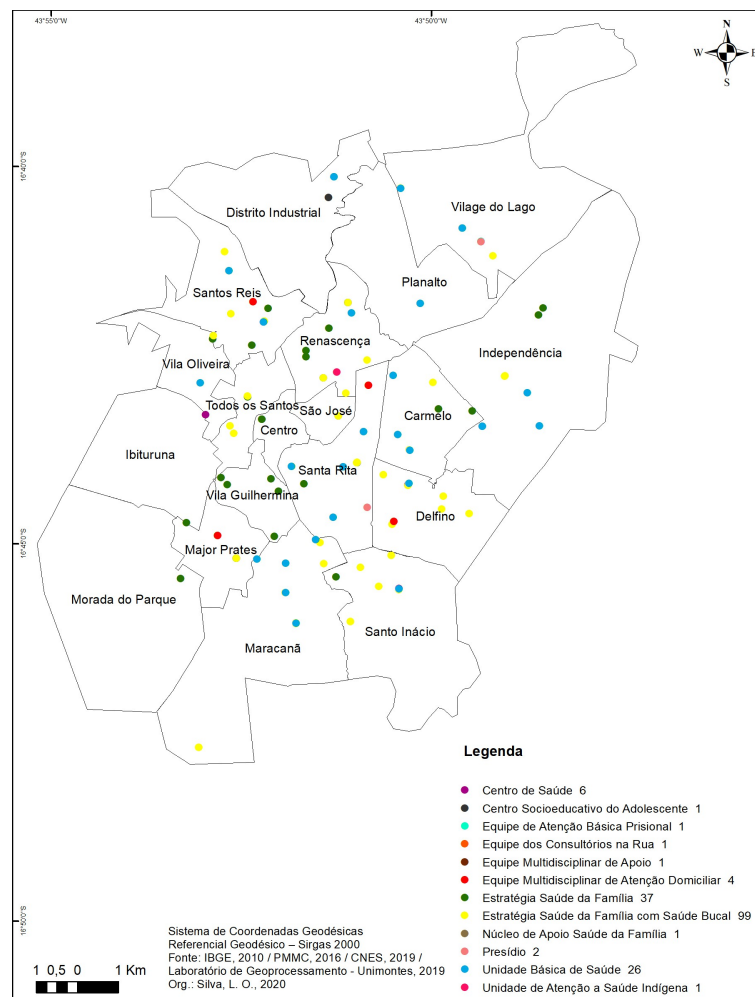 43°55'0"W
43°50'0"W
N
W
E
S
16°40'0"S
Distrito Industrial
Vilage do Lago
Planalto
Santos Reis
Renascença
Independência
Vila Oliveira
Todos os Santos
São José
Carmelo
Centro
Ibituruna
Santa Rita
Vila Guilhermina
Delfino
16°45'0"S
Major Prates
Morada do Parque
Santo Inácio
Maracanã
Legenda
Centro de Saúde 6
Centro Socioeducativo do Adolescente 1
Equipe de Atenção Básica Prisional 1
Equipe dos Consultórios na Rua 1
Equipe Multidisciplinar de Apoio 1
Equipe Multidisciplinar de Atenção Domiciliar 4
Estratégia Saúde da Família 37
Estratégia Saúde da Família com Saúde Bucal 99
Núcleo de Apoio Saúde da Família 1
Presídio 2
Unidade Básica de Saúde 26
Unidade de Atenção a Saúde Indígena 1
16°50'0"S
Sistema de Coordenadas Geodésicas
Referencial Geodésico – Sirgas 2000
Fonte: IBGE, 2010 / PMMC, 2016 / CNES, 2019 /
Laboratório de Geoprocessamento - Unimontes, 2019
Org.: Silva, L. O., 2020
1 0,5 0 1 Km